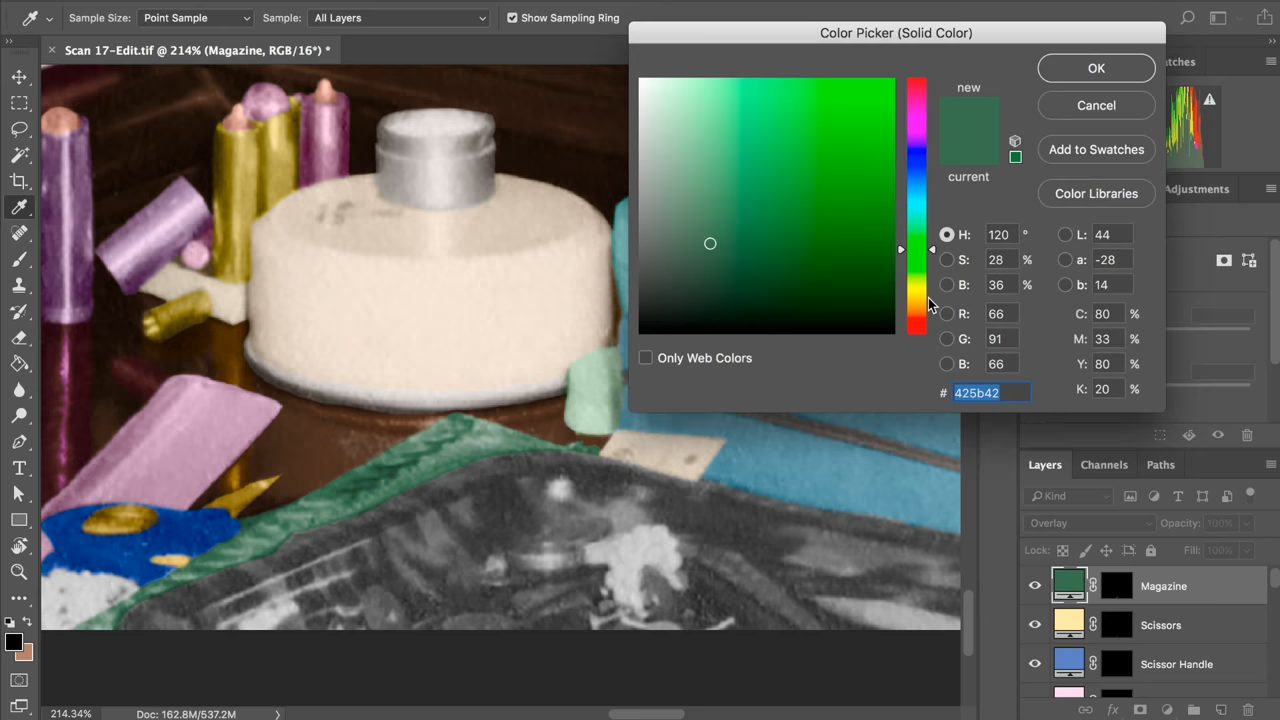 Sample Size: Point Sample Sample: All Layers Show Sampling Ring
Scan 17-Edit.tif @ 214% (Magazine, RGB/16*) *
Color Picker (Solid Color)
new
current
OK
Cancel
Add to Swatches
Color Libraries
H: 120 °
S: 28 %
B: 36 %
R: 66
G: 91
B: 66
# 425b42
L: 44
a: -28
b: 14
C: 80 %
M: 33 %
Y: 80 %
K: 20 %
Only Web Colors
atches
Adjustments
Layers Channels Paths
Kind
Overlay Opacity: 100%
Lock: Fill: 100%
Magazine
Scissors
Scissor Handle
fx
214.34% Doc: 162.8M/537.2M